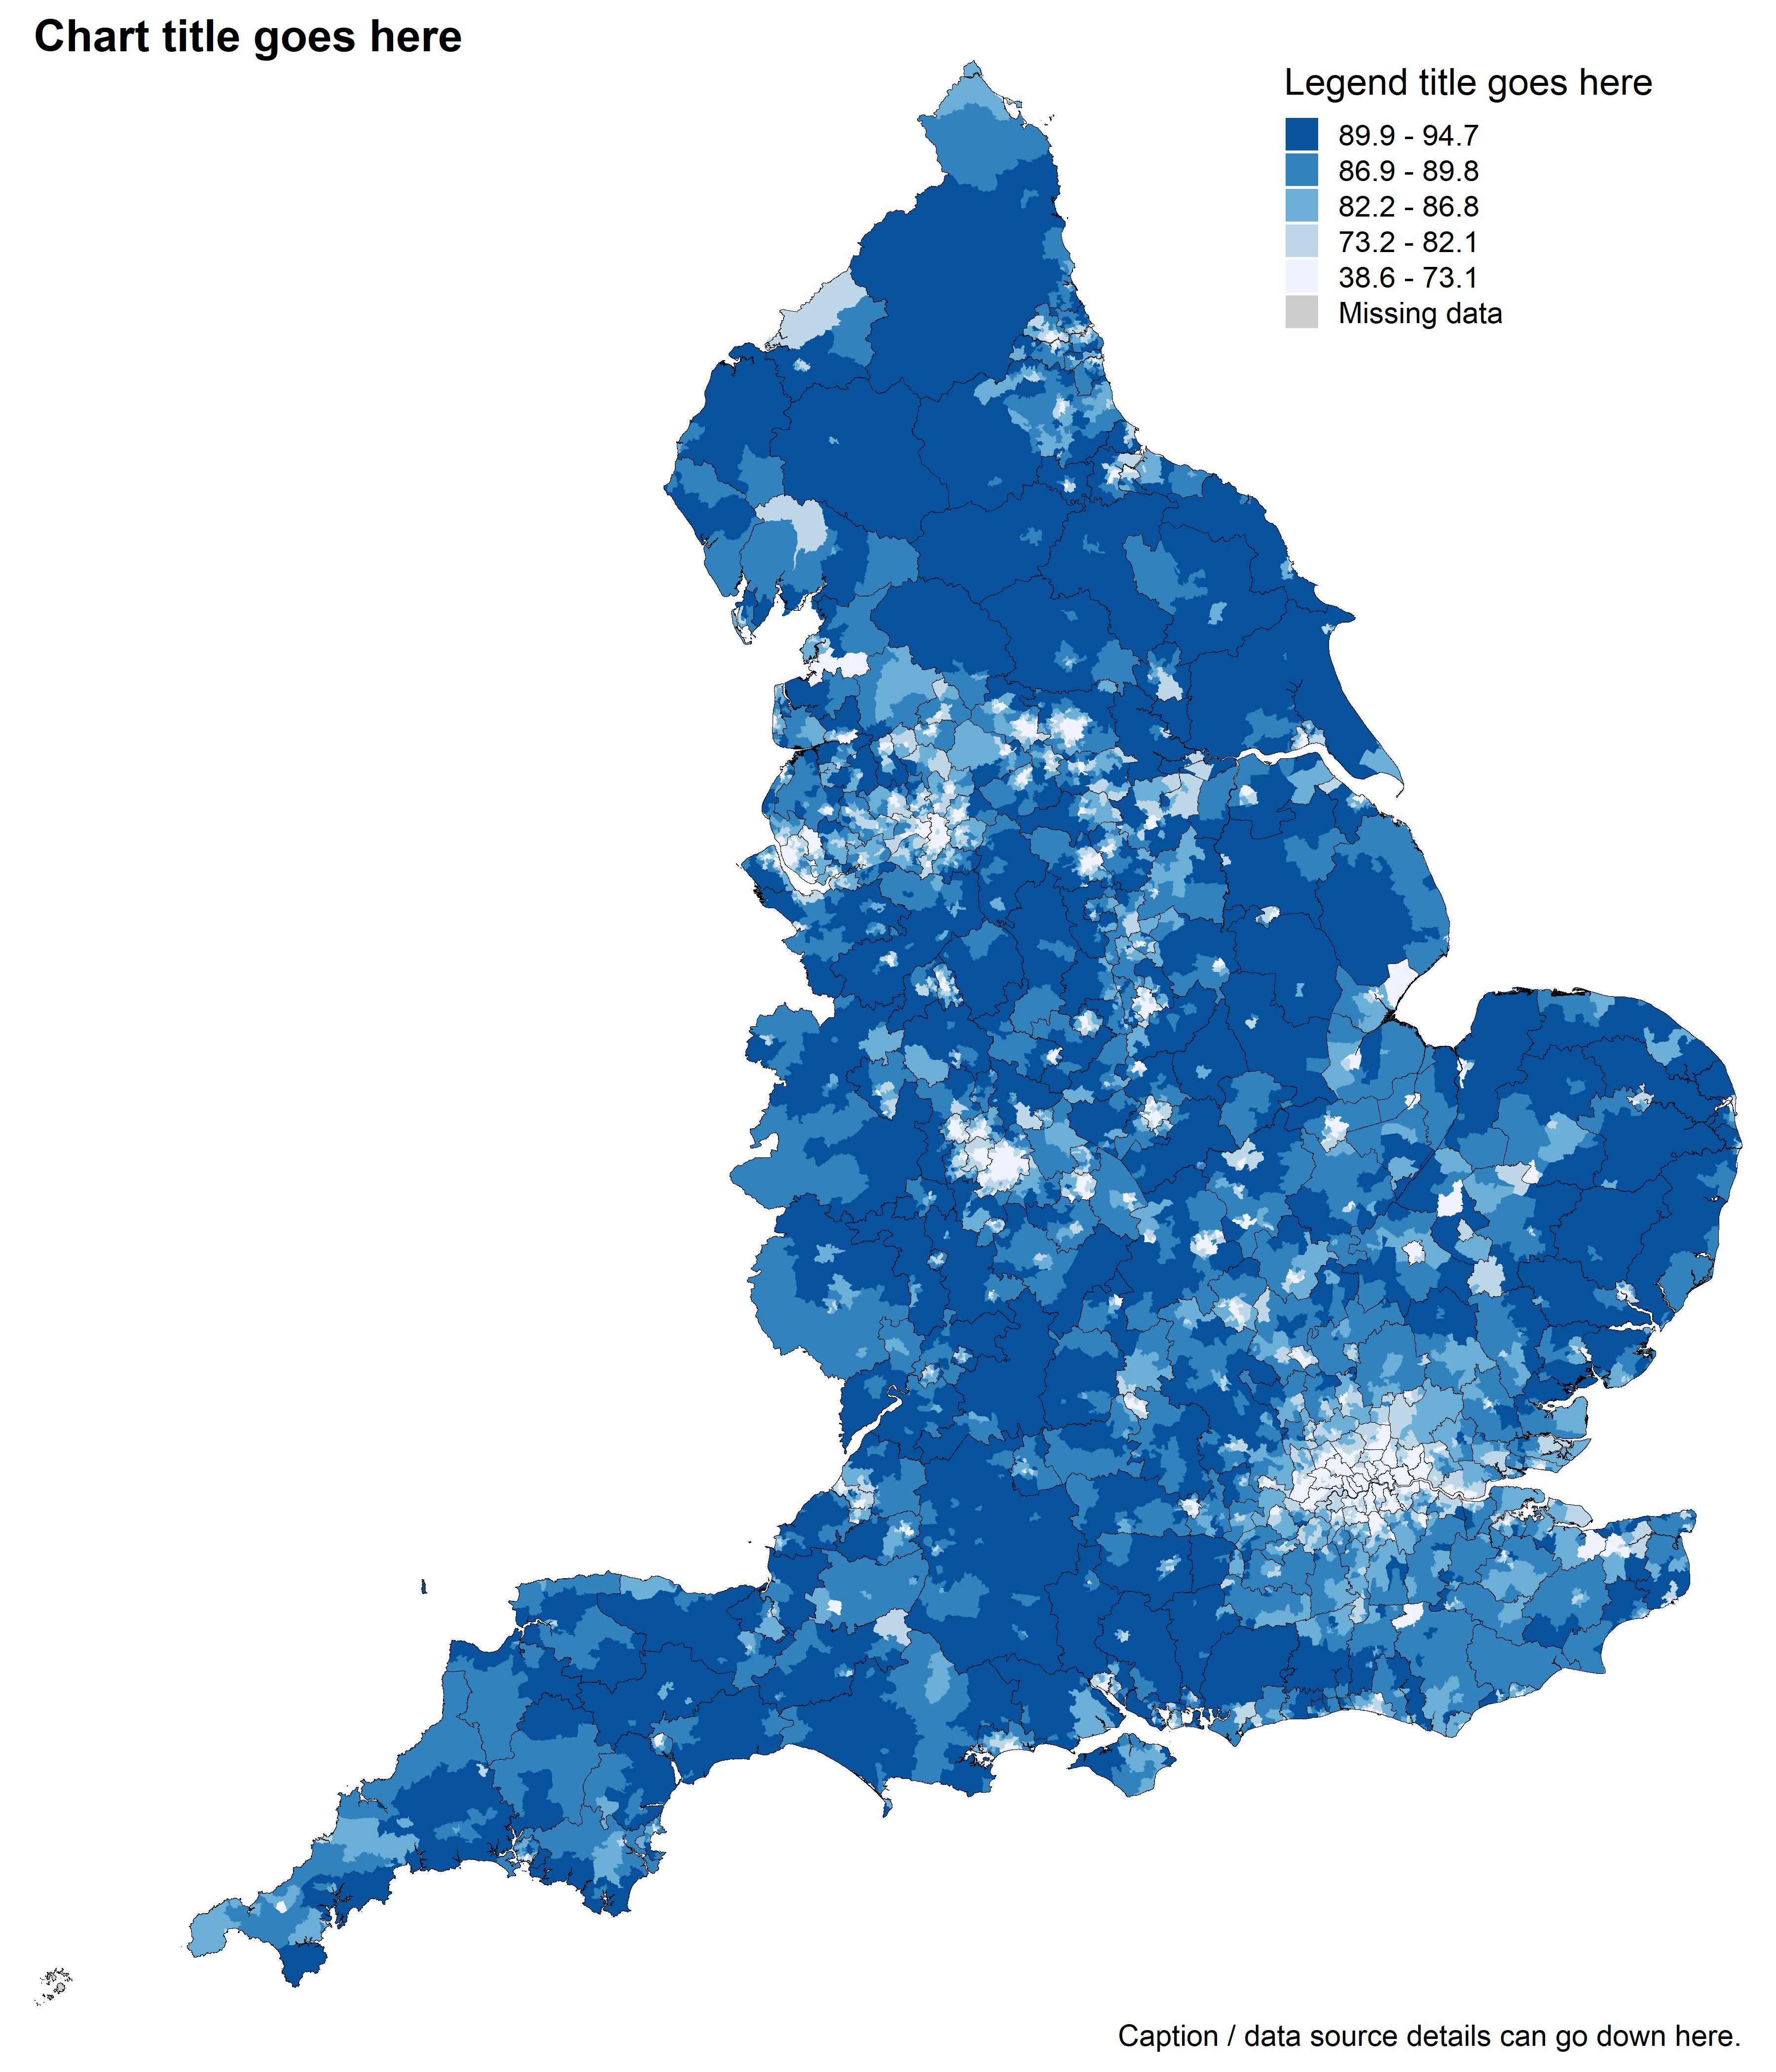 Chart title goes here
Legend title goes here
89.9 - 94.7
86.9 - 89.8
82.2 - 86.8
73.2 - 82.1
38.6 - 73.1
Missing data
Caption / data source details can go down here.